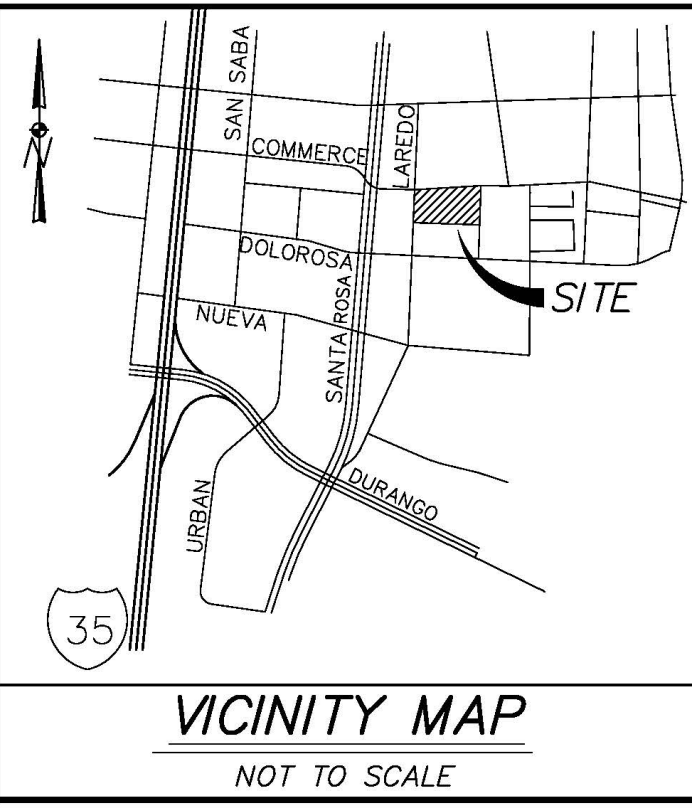 SAN SABA
N
COMMERCE
LAREDO
DOLOROSA
SITE
NUEVA
SANTA ROSA
DURANGO
URBAN
35
VICINITY MAP
NOT TO SCALE